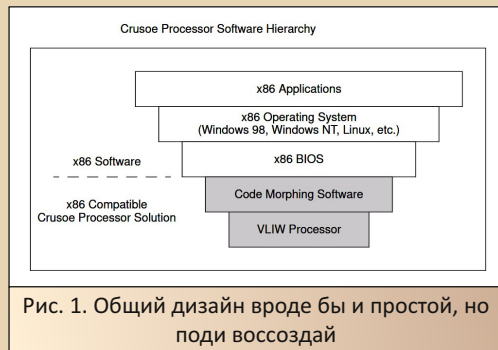 Crusoe Processor Software Hierarchy
x86 Applications
x86 Operating System
(Windows 98, Windows NT, Linux, etc.)
x86 BIOS
x86 Software
Code Morphing Software
x86 Compatible
Crusoe Processor Solution
VLIW Processor
Рис. 1. Общий дизайн вроде бы и простой, но
поди воссоздай